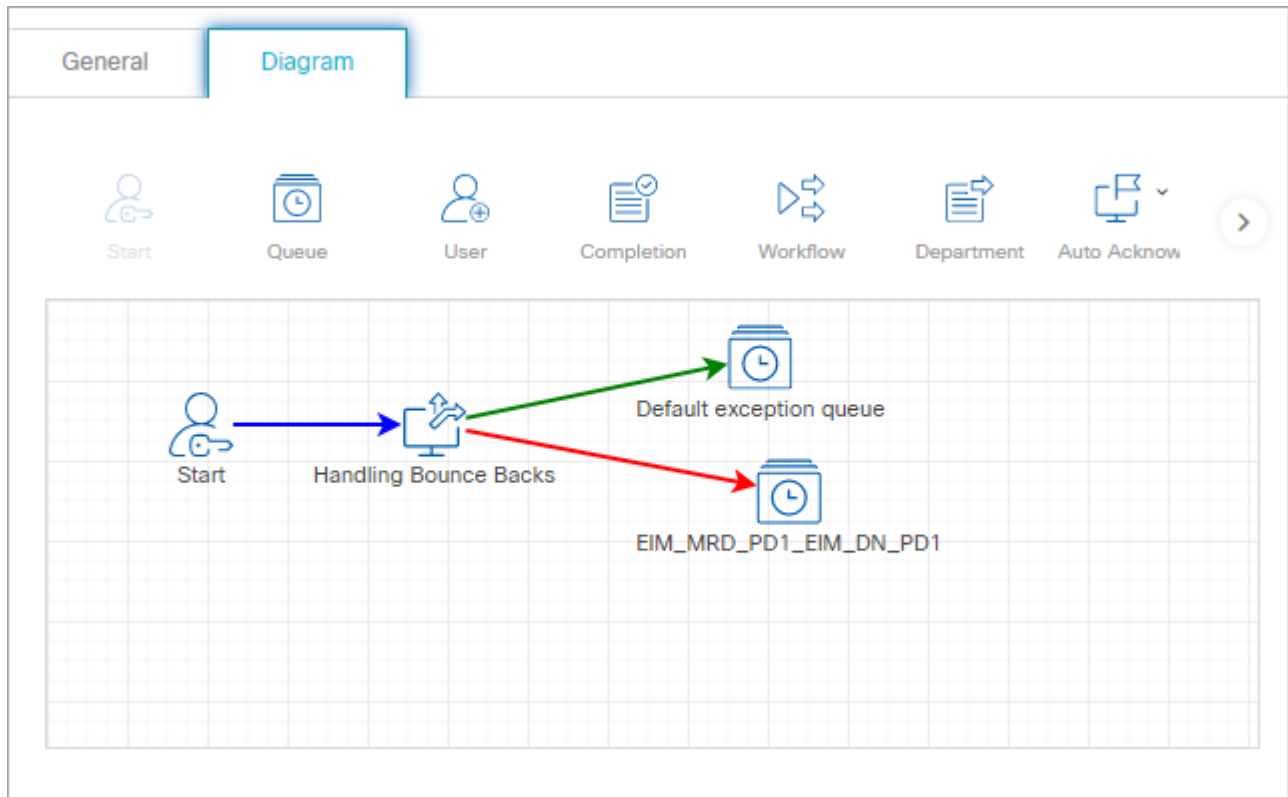 General
Diagram
Start
Queue
User
Completion
Workflow
Department
Auto Acknow
Default exception queue
Start
Handling Bounce Backs
EIM_MRD_PD1_EIM_DN_PD1